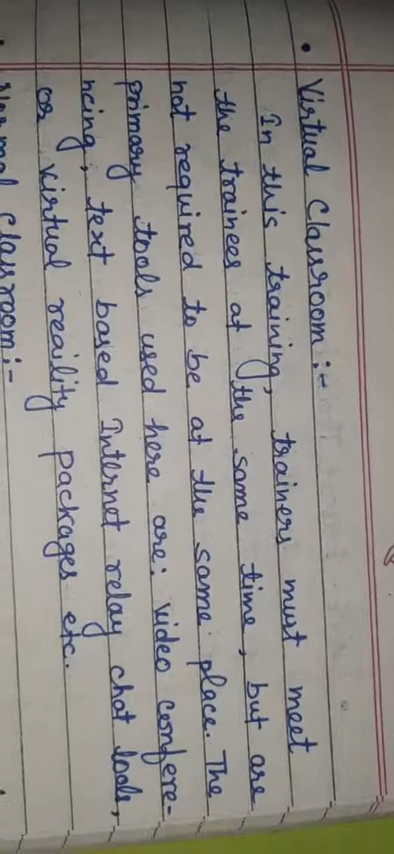 • Virtual Classroom :-
In this training, trainers must meet
the trainees at the same time, but are
not required to be at the same place. The
primary tools used here are: video confere-
ncing, text based Internet relay chat tools,
or virtual reality packages etc.
• Normal Classroom :-